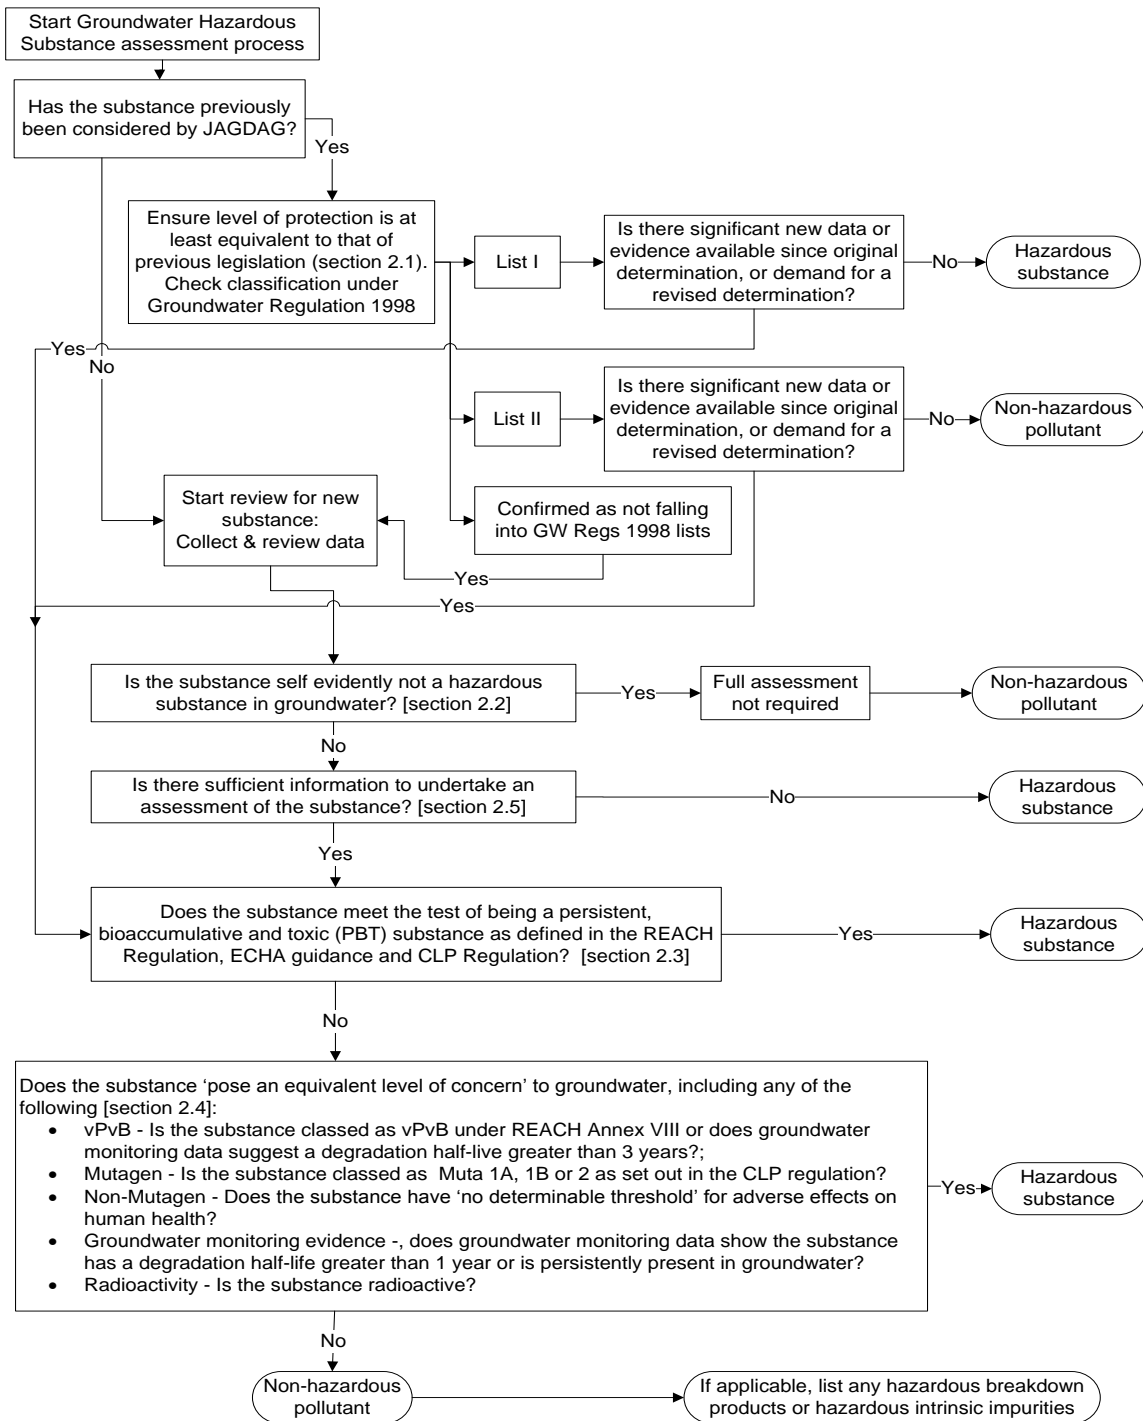 Start Groundwater Hazardous
Substance assessment process
Has the substance previously
been considered by JAGDAG?
Yes
Ensure level of protection is at
least equivalent to that of
previous legislation (section 2.1).
Check classification under
Groundwater Regulation 1998
List I
Is there significant new data or
evidence available since original
determination, or demand for a
revised determination?
No
Hazardous
substance
Yes
No
List II
Is there significant new data or
evidence available since original
determination, or demand for a
revised determination?
No
Non-hazardous
pollutant
Start review for new
substance:
Collect & review data
Confirmed as not falling
into GW Regs 1998 lists
Yes
Yes
Is the substance self evidently not a hazardous
substance in groundwater? [section 2.2]
Yes
Full assessment
not required
Non-hazardous
pollutant
No
Is there sufficient information to undertake an
assessment of the substance? [section 2.5]
No
Hazardous
substance
Yes
Does the substance meet the test of being a persistent,
bioaccumulative and toxic (PBT) substance as defined in the REACH
Regulation, ECHA guidance and CLP Regulation?  [section 2.3]
Yes
Hazardous
substance
No
Does the substance ‘pose an equivalent level of concern’ to groundwater, including any of the
following [section 2.4]:
• vPvB - Is the substance classed as vPvB under REACH Annex VIII or does groundwater
monitoring data suggest a degradation half-live greater than 3 years?;
• Mutagen - Is the substance classed as  Muta 1A, 1B or 2 as set out in the CLP regulation?
• Non-Mutagen - Does the substance have ‘no determinable threshold’ for adverse effects on
human health?
• Groundwater monitoring evidence -, does groundwater monitoring data show the substance
has a degradation half-life greater than 1 year or is persistently present in groundwater?
• Radioactivity - Is the substance radioactive?
Yes
Hazardous
substance
No
Non-hazardous
pollutant
If applicable, list any hazardous breakdown
products or hazardous intrinsic impurities